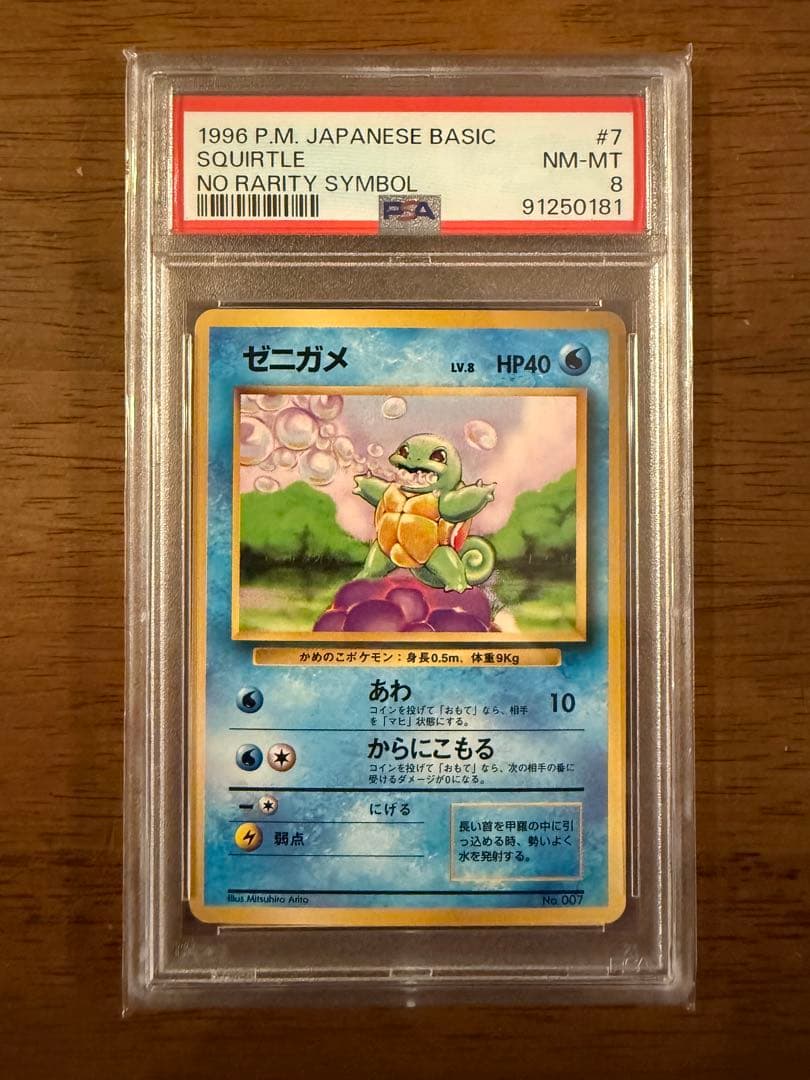 1996 P.M. JAPANESE BASIC #7
SQUIRTLE NM-MT
NO RARITY SYMBOL 8
PSA 91250181
ゼニガメ LV.8 HP40
かめのこポケモン：身長0.5m、体重9Kg
あわ 10
コインを投げて「おもて」なら、相手
を「マヒ」状態にする。
からにこもる
コインを投げて「おもて」なら、次の相手の番に
受けるダメージが0になる。
にげる
弱点
長い首を甲羅の中に引
っ込める時、勢いよく
水を発射する。
Illus.Mitsuhiro Arita No.007